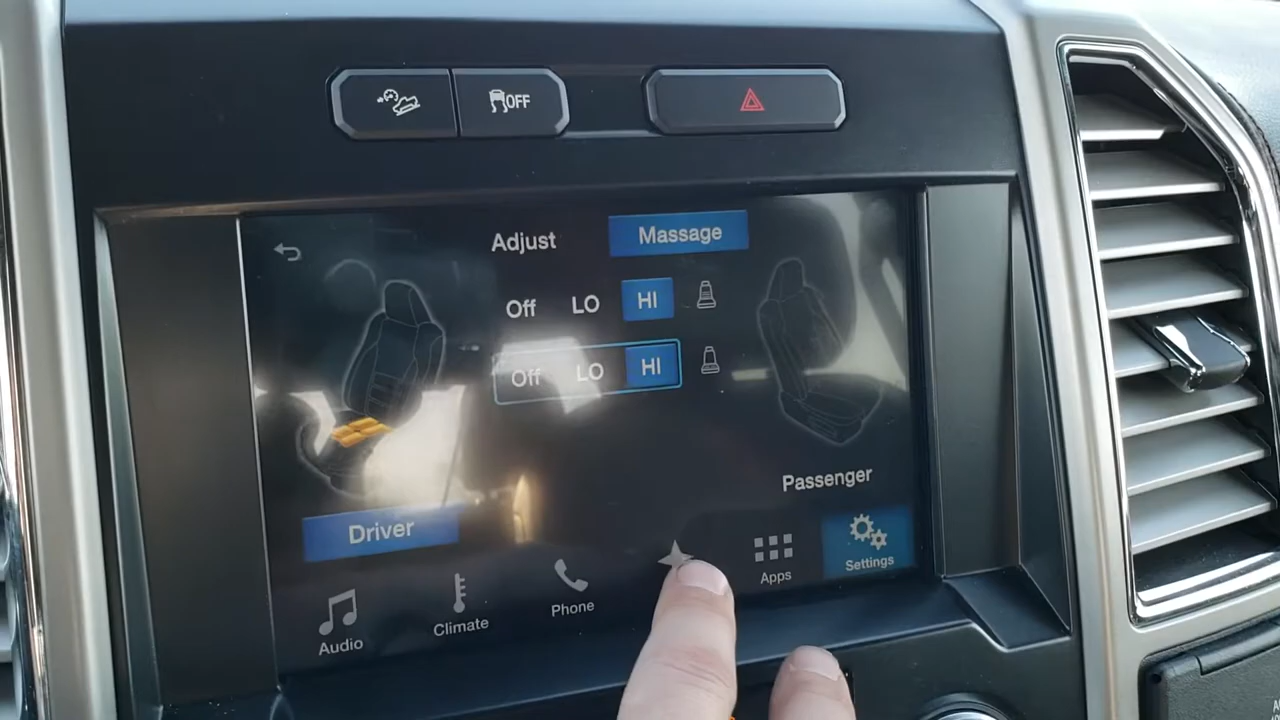 OFF
Adjust Massage
Off LO HI
Off LO HI
Passenger
Driver
Audio Climate Phone Apps Settings